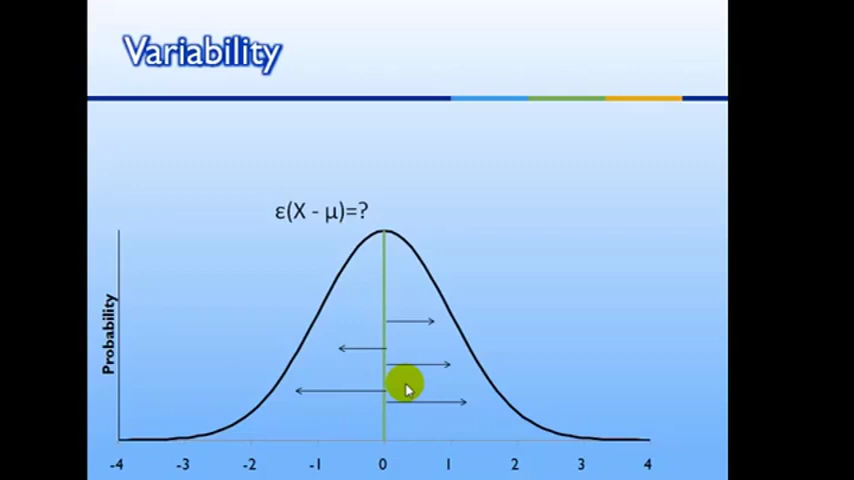 Variability
ε(X - μ)=?
Probability
-4 -3 -2 -1 0 1 2 3 4